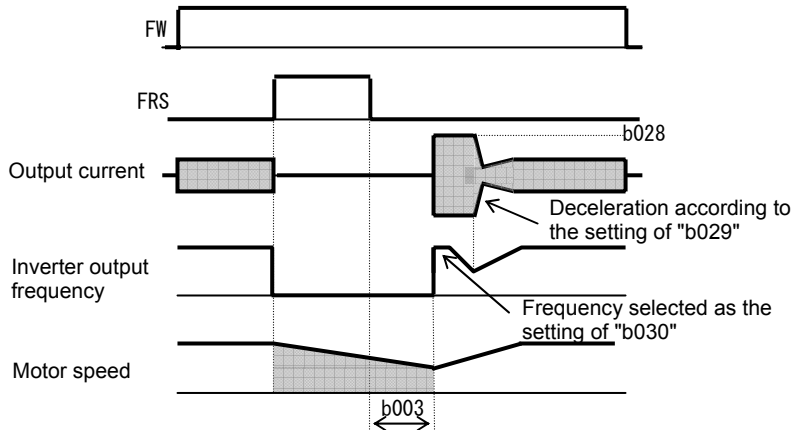 FW
FRS
b028
Output current
Deceleration according to
the setting of "b029"
Inverter output
frequency
Frequency selected as the
setting of "b030"
Motor speed
b003